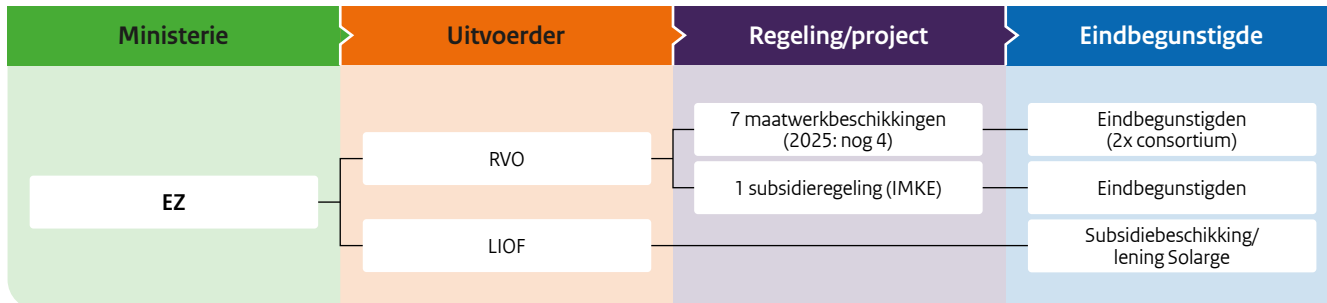 Ministerie
Uitvoerder
Regeling/project
Eindbegunstigde
EZ
RVO
LIOF
7 maatwerkbeschikkingen
(2025: nog 4)
1 subsidieregeling (IMKE)
Eindbegunstigden
(2x consortium)
Eindbegunstigden
Subsidiebeschikking/
lening Solarge